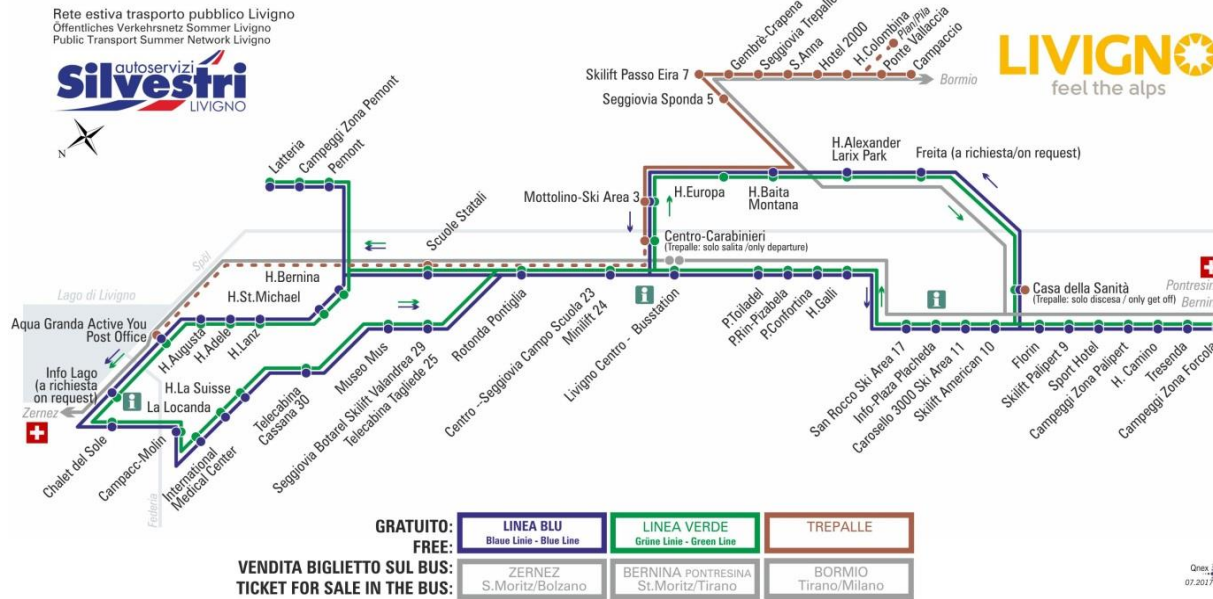 Rete estiva trasporto pubblico Livigno
Öffentliches Verkehrsnetz Sommer Livigno
Public Transport Summer Network Livigno
autoservizi
Silvestri
LIVIGNO
LIVIGNO
feel the alps
N
Skilift Passo Eira 7
Gembrè-Crapena
Seggiovia Trepalle
S.Anna
Hotel 2000
H.Colombina
Plan/Pila
Ponte Vallaccia
Campaccio
Bormio
Seggiovia Sponda 5
Latteria
Campeggi Zona Pemont
Pemont
H.Alexander
Larix Park
Freita (a richiesta/on request)
Mottolino-Ski Area 3
H.Europa
H.Baita
Montana
Scuole Statali
Centro-Carabinieri
(Trepalle: solo salita /only departure)
Spöl
Lago di Livigno
H.Bernina
H.St.Michael
Aqua Granda Active You
Post Office
H.Augusta
H.Adele
H.Lanz
Info Lago
(a richiesta
on request)
Zernez
H.La Suisse
La Locanda
Chalet del Sole
Campacc-Molin
Federia
International
Medical Center
Telecabina
Cassana 30
Museo Mus
Seggiovia Botarel Skilift Valandrea 29
Telecabina Tagliede 25
Rotonda Pontiglia
Centro --Seggiovia Campo Scuola 23
Minilift 24
Livigno Centro -
Busstation
P.Toiladel
P.Rin-Pizabela
P.Confortina
H.Galli
Casa della Sanità
(Trepalle: solo discesa / only get off)
San Rocco Ski Area 17
Info-Plaza Placheda
Carosello 3000 Ski Area 11
Skilift American 10
Florin
Skilift Palipert 9
Sport Hotel
Campeggi Zona Palipert
H. Camino
Tresenda
Campeggi Zona Forcola
Pontresin
Bernin
GRATUITO:
FREE:
LINEA BLU
Blaue Linie - Blue Line
LINEA VERDE
Grüne Linie - Green Line
TREPALLE
VENDITA BIGLIETTO SUL BUS:
TICKET FOR SALE IN THE BUS:
ZERNEZ
S.Moritz/Bolzano
BERNINA PONTRESINA
St.Moritz/Tirano
BORMIO
Tirano/Milano
Qnex
07.2017